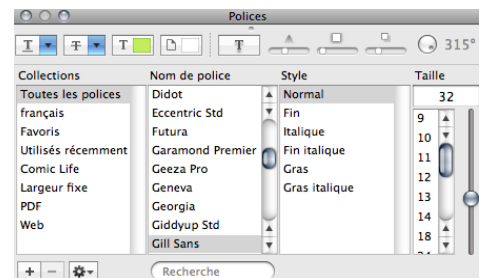 Polices
T T T T 315°
Collections Nom de police Style Taille
Toutes les polices Didot Normal 32
français Eccentric Std Fin 9
Favoris Futura Italique 10
Utilisés récemment Garamond Premier Fin italique 11
Comic Life Geeza Pro Gras 12
Largeur fixe Geneva Gras italique 13
PDF Georgia 14
Web Giddyup Std 18
Gill Sans
+ − Recherche